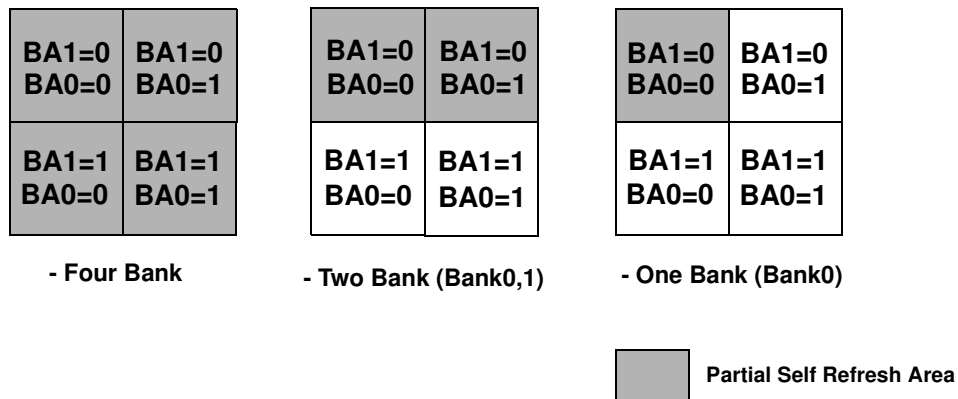 BA1=0 BA1=0
BA0=0 BA0=1
BA1=1 BA1=1
BA0=0 BA0=1
- Four Bank
BA1=0 BA1=0
BA0=0 BA0=1
BA1=1 BA1=1
BA0=0 BA0=1
- Two Bank (Bank0,1)
BA1=0 BA1=0
BA0=0 BA0=1
BA1=1 BA1=1
BA0=0 BA0=1
- One Bank (Bank0)
Partial Self Refresh Area